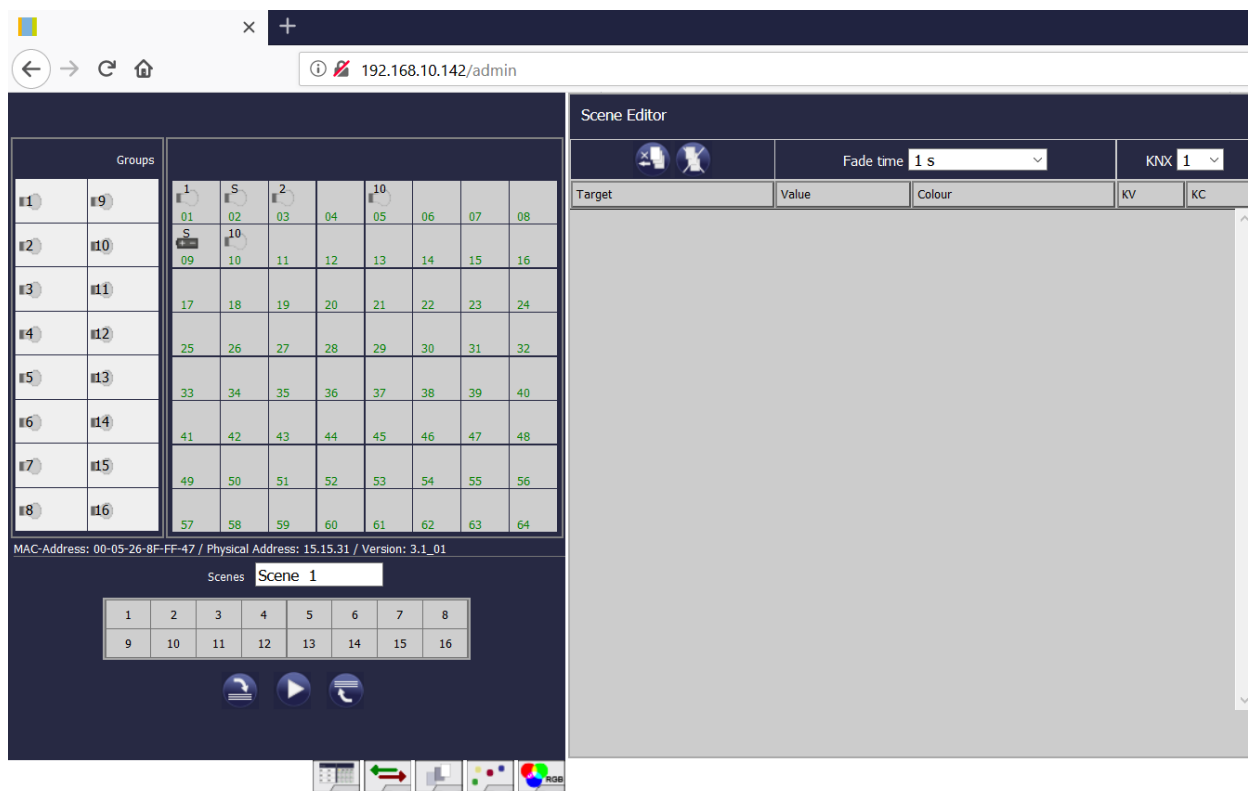 192.168.10.142/admin
Scene Editor
Groups
Fade time 1 s KNX 1
Target Value Colour KV KC
1 9
2 10
3 11
4 12
5 13
6 14
7 15
8 16
1 S 2 10
01 02 03 04 05 06 07 08
S 10
09 10 11 12 13 14 15 16
17 18 19 20 21 22 23 24
25 26 27 28 29 30 31 32
33 34 35 36 37 38 39 40
41 42 43 44 45 46 47 48
49 50 51 52 53 54 55 56
57 58 59 60 61 62 63 64
MAC-Address: 00-05-26-8F-FF-47 / Physical Address: 15.15.31 / Version: 3.1_01
Scenes Scene 1
1 2 3 4 5 6 7 8
9 10 11 12 13 14 15 16
RGB